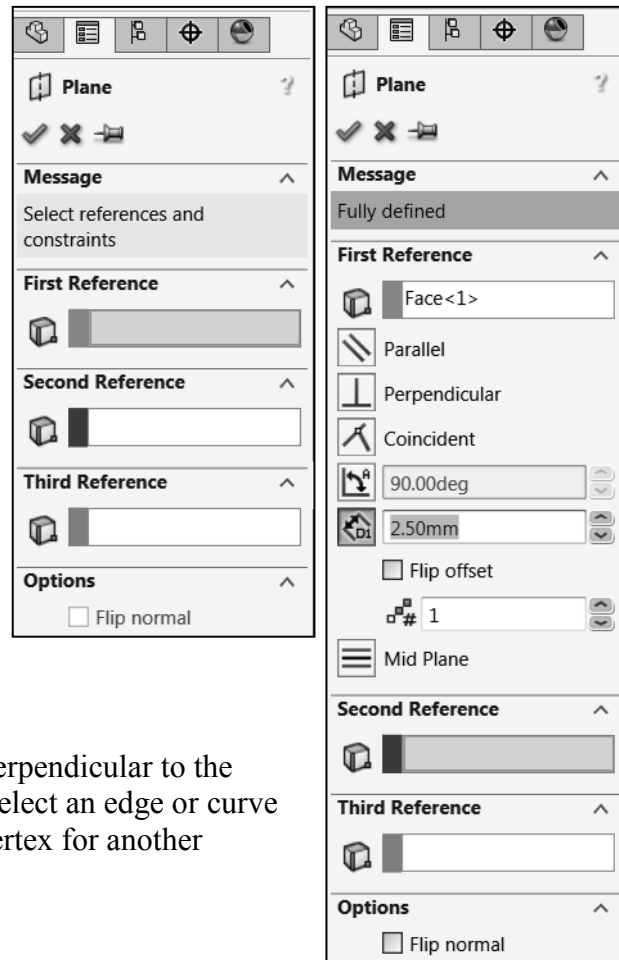 Plane
?
Message
Select references and
constraints
First Reference
Second Reference
Third Reference
Options
Flip normal
erpendicular to the
elect an edge or curve
ertex for another
Plane
?
Message
Fully defined
First Reference
Face<1>
Parallel
Perpendicular
Coincident
A
90.00deg
D1
2.50mm
Flip offset
# 1
Mid Plane
Second Reference
Third Reference
Options
Flip normal